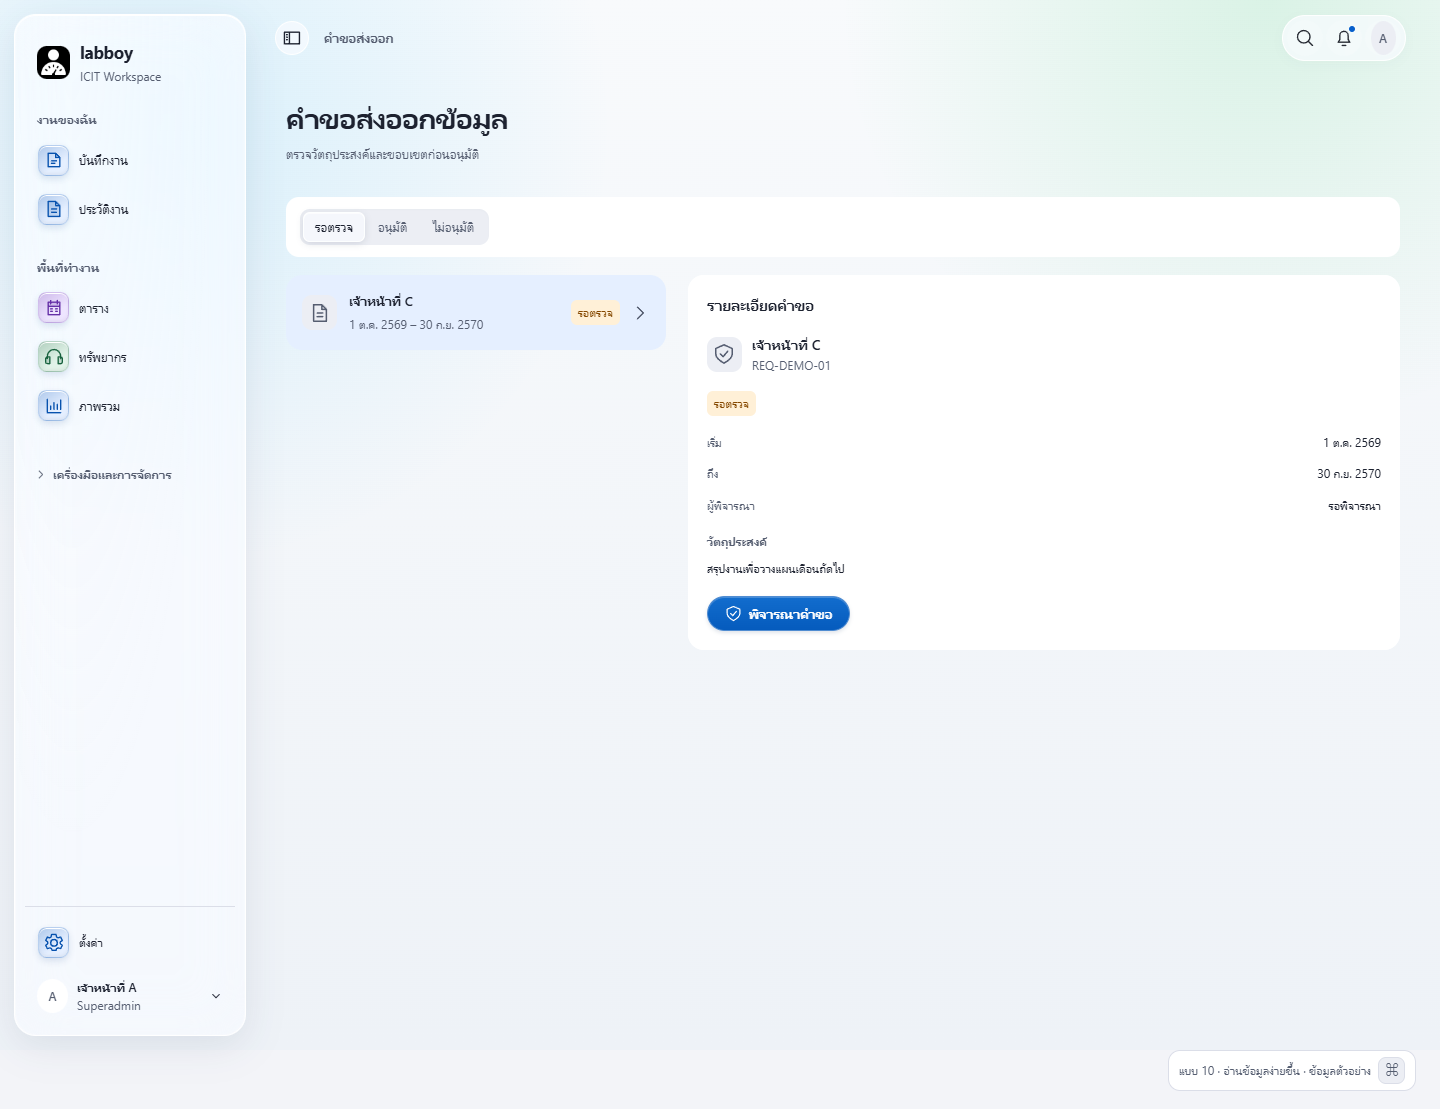 labboy
ICIT Workspace
งานของฉัน
บันทึกงาน
ประวัติงาน
พื้นที่ทำงาน
ตาราง
ทรัพยากร
ภาพรวม
เครื่องมือและการจัดการ
ตั้งค่า
A
เจ้าหน้าที่ A
Superadmin
คำขอส่งออก
A
คำขอส่งออกข้อมูล
ตรวจวัตถุประสงค์และขอบเขตก่อนอนุมัติ
รอตรวจ อนุมัติ ไม่อนุมัติ
เจ้าหน้าที่ C
1 ต.ค. 2569 – 30 ก.ย. 2570
รอตรวจ
รายละเอียดคำขอ
เจ้าหน้าที่ C
REQ-DEMO-01
รอตรวจ
เริ่ม 1 ต.ค. 2569
ถึง 30 ก.ย. 2570
ผู้พิจารณา รอพิจารณา
วัตถุประสงค์
สรุปงานเพื่อวางแผนเดือนถัดไป
พิจารณาคำขอ
แบบ 10 · อ่านข้อมูลง่ายขึ้น · ข้อมูลตัวอย่าง ⌘